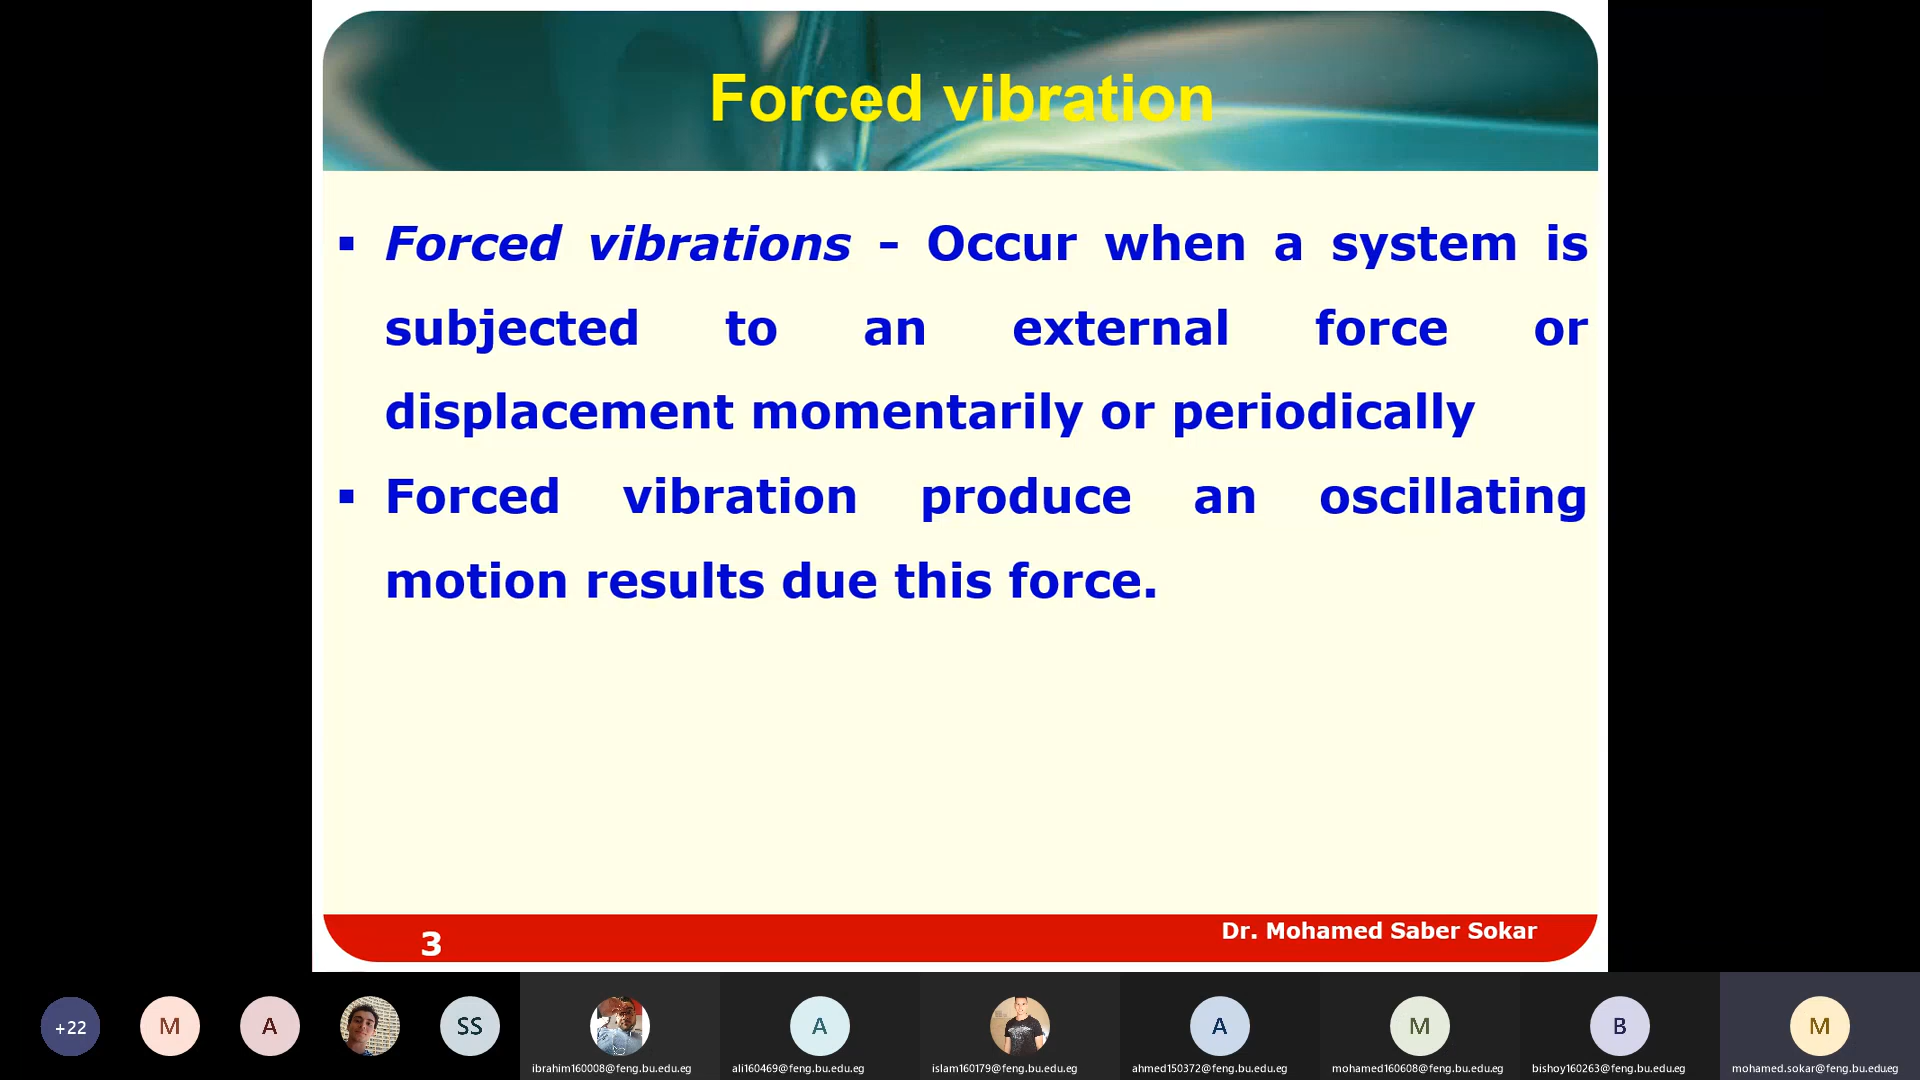 Forced vibration
▪ Forced vibrations - Occur when a system is
subjected to an external force or
displacement momentarily or periodically
▪ Forced vibration produce an oscillating
motion results due this force.
3
Dr. Mohamed Saber Sokar
+22
M
A
SS
A
A
M
B
M
ibrahim160008@feng.bu.edu.eg
ali160469@feng.bu.edu.eg
islam160179@feng.bu.edu.eg
ahmed150372@feng.bu.edu.eg
mohamed160608@feng.bu.edu.eg
bishoy160263@feng.bu.edu.eg
mohamed.sokar@feng.bu.edu.eg